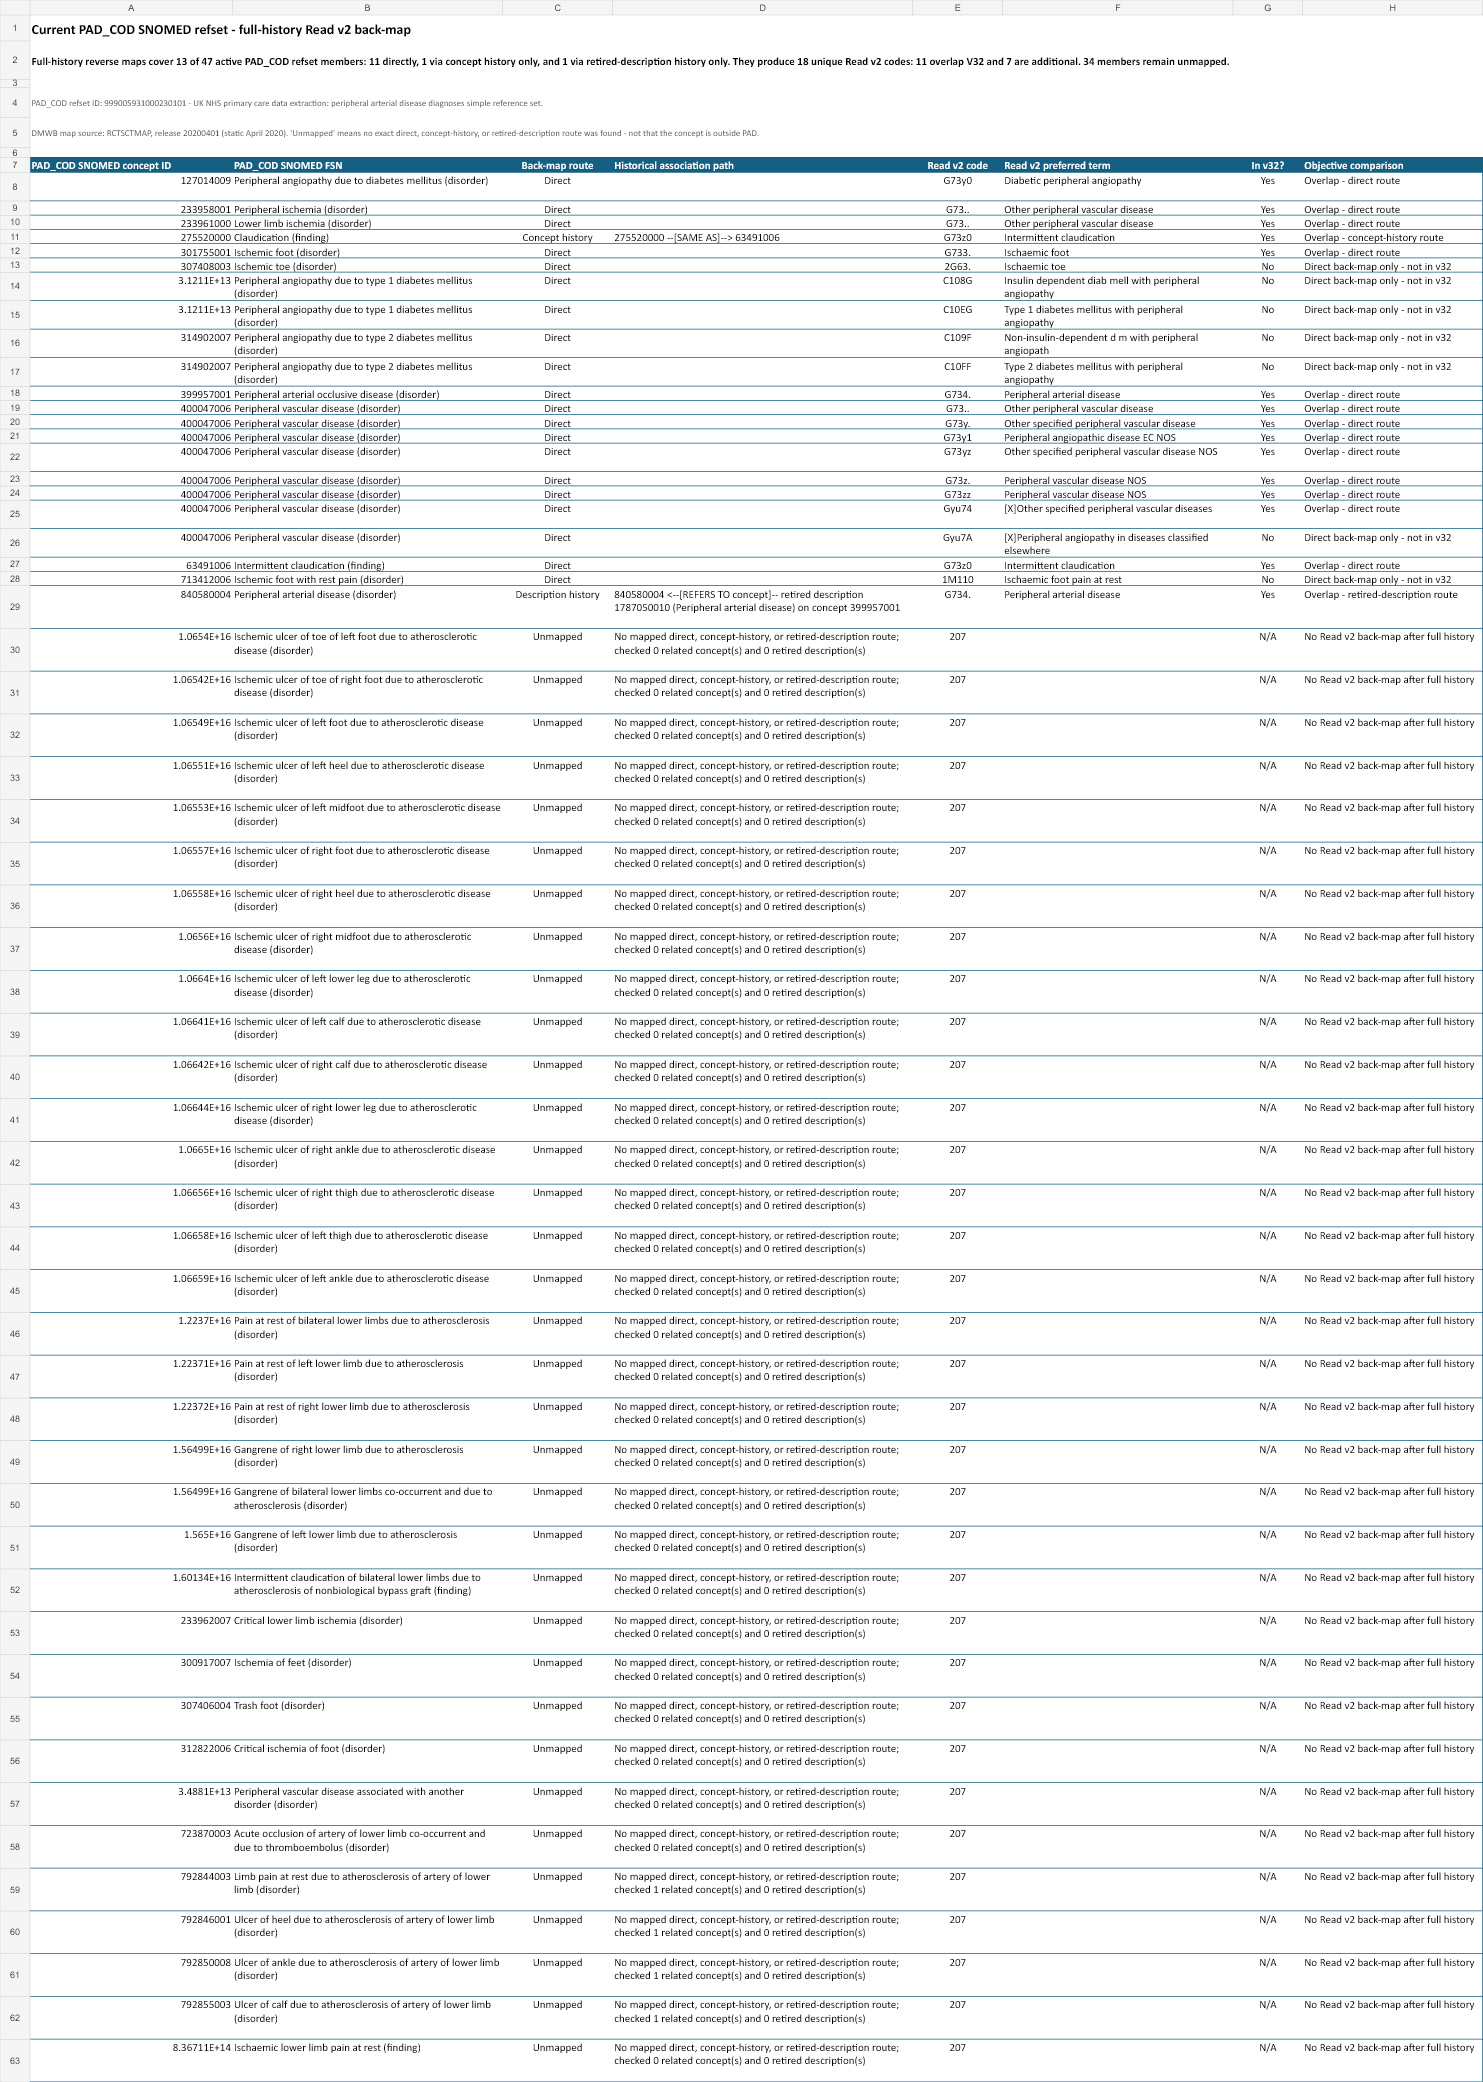 A B C D E F G H
1 Current PAD_COD SNOMED refset - full-history Read v2 back-map
2 Full-history reverse maps cover 13 of 47 active PAD_COD refset members: 11 directly, 1 via concept history only, and 1 via retired-description history only. They produce 18 unique Read v2 codes: 11 overlap V32 and 7 are additional. 34 members remain unmapped.
3
4 PAD_COD refset ID: 999005931000230101 - UK NHS primary care data extraction: peripheral arterial disease diagnoses simple reference set.
5 DMWB map source: RCTSCTMAP, release 20200401 (static April 2020). 'Unmapped' means no exact direct, concept-history, or retired-description route was found - not that the concept is outside PAD.
6
7 PAD_COD SNOMED concept ID PAD_COD SNOMED FSN Back-map route Historical association path Read v2 code Read v2 preferred term In v32? Objective comparison
8 127014009 Peripheral angiopathy due to diabetes mellitus (disorder) Direct G73y0 Diabetic peripheral angiopathy Yes Overlap - direct route
9 233958001 Peripheral ischemia (disorder) Direct G73.. Other peripheral vascular disease Yes Overlap - direct route
10 233961000 Lower limb ischemia (disorder) Direct G73.. Other peripheral vascular disease Yes Overlap - direct route
11 275520000 Claudication (finding) Concept history 275520000 --[SAME AS]--> 63491006 G73z0 Intermittent claudication Yes Overlap - concept-history route
12 301755001 Ischemic foot (disorder) Direct G733. Ischaemic foot Yes Overlap - direct route
13 307408003 Ischemic toe (disorder) Direct 2G63. Ischaemic toe No Direct back-map only - not in v32
14 3.1211E+13 Peripheral angiopathy due to type 1 diabetes mellitus Direct C108G Insulin dependent diab mell with peripheral No Direct back-map only - not in v32
(disorder) angiopathy
15 3.1211E+13 Peripheral angiopathy due to type 1 diabetes mellitus Direct C10EG Type 1 diabetes mellitus with peripheral No Direct back-map only - not in v32
(disorder) angiopathy
16 314902007 Peripheral angiopathy due to type 2 diabetes mellitus Direct C109F Non-insulin-dependent d m with peripheral No Direct back-map only - not in v32
(disorder) angiopath
17 314902007 Peripheral angiopathy due to type 2 diabetes mellitus Direct C10FF Type 2 diabetes mellitus with peripheral No Direct back-map only - not in v32
(disorder) angiopathy
18 399957001 Peripheral arterial occlusive disease (disorder) Direct G734. Peripheral arterial disease Yes Overlap - direct route
19 400047006 Peripheral vascular disease (disorder) Direct G73.. Other peripheral vascular disease Yes Overlap - direct route
20 400047006 Peripheral vascular disease (disorder) Direct G73y. Other specified peripheral vascular disease Yes Overlap - direct route
21 400047006 Peripheral vascular disease (disorder) Direct G73y1 Peripheral angiopathic disease EC NOS Yes Overlap - direct route
22 400047006 Peripheral vascular disease (disorder) Direct G73yz Other specified peripheral vascular disease NOS Yes Overlap - direct route
23 400047006 Peripheral vascular disease (disorder) Direct G73z. Peripheral vascular disease NOS Yes Overlap - direct route
24 400047006 Peripheral vascular disease (disorder) Direct G73zz Peripheral vascular disease NOS Yes Overlap - direct route
25 400047006 Peripheral vascular disease (disorder) Direct Gyu74 [X]Other specified peripheral vascular diseases Yes Overlap - direct route
26 400047006 Peripheral vascular disease (disorder) Direct Gyu7A [X]Peripheral angiopathy in diseases classified No Direct back-map only - not in v32
elsewhere
27 63491006 Intermittent claudication (finding) Direct G73z0 Intermittent claudication Yes Overlap - direct route
28 713412006 Ischemic foot with rest pain (disorder) Direct 1M110 Ischaemic foot pain at rest No Direct back-map only - not in v32
29 840580004 Peripheral arterial disease (disorder) Description history 840580004 <--[REFERS TO concept]-- retired description G734. Peripheral arterial disease Yes Overlap - retired-description route
1787050010 (Peripheral arterial disease) on concept 399957001
30 1.0654E+16 Ischemic ulcer of toe of left foot due to atherosclerotic Unmapped No mapped direct, concept-history, or retired-description route; 207 N/A No Read v2 back-map after full history
disease (disorder) checked 0 related concept(s) and 0 retired description(s)
31 1.06542E+16 Ischemic ulcer of toe of right foot due to atherosclerotic Unmapped No mapped direct, concept-history, or retired-description route; 207 N/A No Read v2 back-map after full history
disease (disorder) checked 0 related concept(s) and 0 retired description(s)
32 1.06549E+16 Ischemic ulcer of left foot due to atherosclerotic disease Unmapped No mapped direct, concept-history, or retired-description route; 207 N/A No Read v2 back-map after full history
(disorder) checked 0 related concept(s) and 0 retired description(s)
33 1.06551E+16 Ischemic ulcer of left heel due to atherosclerotic disease Unmapped No mapped direct, concept-history, or retired-description route; 207 N/A No Read v2 back-map after full history
(disorder) checked 0 related concept(s) and 0 retired description(s)
34 1.06553E+16 Ischemic ulcer of left midfoot due to atherosclerotic disease Unmapped No mapped direct, concept-history, or retired-description route; 207 N/A No Read v2 back-map after full history
(disorder) checked 0 related concept(s) and 0 retired description(s)
35 1.06557E+16 Ischemic ulcer of right foot due to atherosclerotic disease Unmapped No mapped direct, concept-history, or retired-description route; 207 N/A No Read v2 back-map after full history
(disorder) checked 0 related concept(s) and 0 retired description(s)
36 1.06558E+16 Ischemic ulcer of right heel due to atherosclerotic disease Unmapped No mapped direct, concept-history, or retired-description route; 207 N/A No Read v2 back-map after full history
(disorder) checked 0 related concept(s) and 0 retired description(s)
37 1.0656E+16 Ischemic ulcer of right midfoot due to atherosclerotic Unmapped No mapped direct, concept-history, or retired-description route; 207 N/A No Read v2 back-map after full history
disease (disorder) checked 0 related concept(s) and 0 retired description(s)
38 1.0664E+16 Ischemic ulcer of left lower leg due to atherosclerotic Unmapped No mapped direct, concept-history, or retired-description route; 207 N/A No Read v2 back-map after full history
disease (disorder) checked 0 related concept(s) and 0 retired description(s)
39 1.06641E+16 Ischemic ulcer of left calf due to atherosclerotic disease Unmapped No mapped direct, concept-history, or retired-description route; 207 N/A No Read v2 back-map after full history
(disorder) checked 0 related concept(s) and 0 retired description(s)
40 1.06642E+16 Ischemic ulcer of right calf due to atherosclerotic disease Unmapped No mapped direct, concept-history, or retired-description route; 207 N/A No Read v2 back-map after full history
(disorder) checked 0 related concept(s) and 0 retired description(s)
41 1.06644E+16 Ischemic ulcer of right lower leg due to atherosclerotic Unmapped No mapped direct, concept-history, or retired-description route; 207 N/A No Read v2 back-map after full history
disease (disorder) checked 0 related concept(s) and 0 retired description(s)
42 1.0665E+16 Ischemic ulcer of right ankle due to atherosclerotic disease Unmapped No mapped direct, concept-history, or retired-description route; 207 N/A No Read v2 back-map after full history
(disorder) checked 0 related concept(s) and 0 retired description(s)
43 1.06656E+16 Ischemic ulcer of right thigh due to atherosclerotic disease Unmapped No mapped direct, concept-history, or retired-description route; 207 N/A No Read v2 back-map after full history
(disorder) checked 0 related concept(s) and 0 retired description(s)
44 1.06658E+16 Ischemic ulcer of left thigh due to atherosclerotic disease Unmapped No mapped direct, concept-history, or retired-description route; 207 N/A No Read v2 back-map after full history
(disorder) checked 0 related concept(s) and 0 retired description(s)
45 1.06659E+16 Ischemic ulcer of left ankle due to atherosclerotic disease Unmapped No mapped direct, concept-history, or retired-description route; 207 N/A No Read v2 back-map after full history
(disorder) checked 0 related concept(s) and 0 retired description(s)
46 1.2237E+16 Pain at rest of bilateral lower limbs due to atherosclerosis Unmapped No mapped direct, concept-history, or retired-description route; 207 N/A No Read v2 back-map after full history
(disorder) checked 0 related concept(s) and 0 retired description(s)
47 1.22371E+16 Pain at rest of left lower limb due to atherosclerosis Unmapped No mapped direct, concept-history, or retired-description route; 207 N/A No Read v2 back-map after full history
(disorder) checked 0 related concept(s) and 0 retired description(s)
48 1.22372E+16 Pain at rest of right lower limb due to atherosclerosis Unmapped No mapped direct, concept-history, or retired-description route; 207 N/A No Read v2 back-map after full history
(disorder) checked 0 related concept(s) and 0 retired description(s)
49 1.56499E+16 Gangrene of right lower limb due to atherosclerosis Unmapped No mapped direct, concept-history, or retired-description route; 207 N/A No Read v2 back-map after full history
(disorder) checked 0 related concept(s) and 0 retired description(s)
50 1.56499E+16 Gangrene of bilateral lower limbs co-occurrent and due to Unmapped No mapped direct, concept-history, or retired-description route; 207 N/A No Read v2 back-map after full history
atherosclerosis (disorder) checked 0 related concept(s) and 0 retired description(s)
51 1.565E+16 Gangrene of left lower limb due to atherosclerosis Unmapped No mapped direct, concept-history, or retired-description route; 207 N/A No Read v2 back-map after full history
(disorder) checked 0 related concept(s) and 0 retired description(s)
52 1.60134E+16 Intermittent claudication of bilateral lower limbs due to Unmapped No mapped direct, concept-history, or retired-description route; 207 N/A No Read v2 back-map after full history
atherosclerosis of nonbiological bypass graft (finding) checked 0 related concept(s) and 0 retired description(s)
53 233962007 Critical lower limb ischemia (disorder) Unmapped No mapped direct, concept-history, or retired-description route; 207 N/A No Read v2 back-map after full history
checked 0 related concept(s) and 0 retired description(s)
54 300917007 Ischemia of feet (disorder) Unmapped No mapped direct, concept-history, or retired-description route; 207 N/A No Read v2 back-map after full history
checked 0 related concept(s) and 0 retired description(s)
55 307406004 Trash foot (disorder) Unmapped No mapped direct, concept-history, or retired-description route; 207 N/A No Read v2 back-map after full history
checked 0 related concept(s) and 0 retired description(s)
56 312822006 Critical ischemia of foot (disorder) Unmapped No mapped direct, concept-history, or retired-description route; 207 N/A No Read v2 back-map after full history
checked 0 related concept(s) and 0 retired description(s)
57 3.4881E+13 Peripheral vascular disease associated with another Unmapped No mapped direct, concept-history, or retired-description route; 207 N/A No Read v2 back-map after full history
disorder (disorder) checked 0 related concept(s) and 0 retired description(s)
58 723870003 Acute occlusion of artery of lower limb co-occurrent and Unmapped No mapped direct, concept-history, or retired-description route; 207 N/A No Read v2 back-map after full history
due to thromboembolus (disorder) checked 0 related concept(s) and 0 retired description(s)
59 792844003 Limb pain at rest due to atherosclerosis of artery of lower Unmapped No mapped direct, concept-history, or retired-description route; 207 N/A No Read v2 back-map after full history
limb (disorder) checked 1 related concept(s) and 0 retired description(s)
60 792846001 Ulcer of heel due to atherosclerosis of artery of lower limb Unmapped No mapped direct, concept-history, or retired-description route; 207 N/A No Read v2 back-map after full history
(disorder) checked 1 related concept(s) and 0 retired description(s)
61 792850008 Ulcer of ankle due to atherosclerosis of artery of lower limb Unmapped No mapped direct, concept-history, or retired-description route; 207 N/A No Read v2 back-map after full history
(disorder) checked 1 related concept(s) and 0 retired description(s)
62 792855003 Ulcer of calf due to atherosclerosis of artery of lower limb Unmapped No mapped direct, concept-history, or retired-description route; 207 N/A No Read v2 back-map after full history
(disorder) checked 1 related concept(s) and 0 retired description(s)
63 8.36711E+14 Ischaemic lower limb pain at rest (finding) Unmapped No mapped direct, concept-history, or retired-description route; 207 N/A No Read v2 back-map after full history
checked 0 related concept(s) and 0 retired description(s)